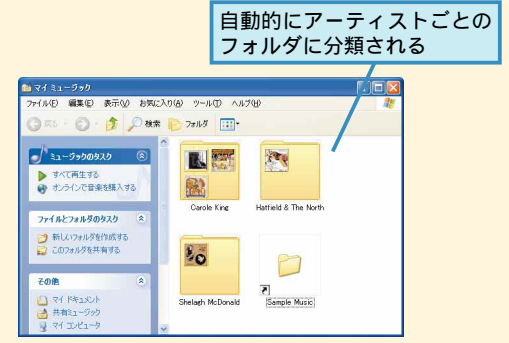 自動的にアーティストごとの
フォルダに分類される
マイ ミュージック
ファイル(F) 編集(E) 表示(V) お気に入り(A) ツール(T) ヘルプ(H)
戻る 検索 フォルダ
ミュージックのタスク
すべて再生する
オンラインで音楽を購入する
ファイルとフォルダのタスク
新しいフォルダを作成する
このフォルダを共有する
その他
マイ ドキュメント
共有ミュージック
マイ コンピュータ
Carole King
Hatfield & The North
Shelagh McDonald
Sample Music